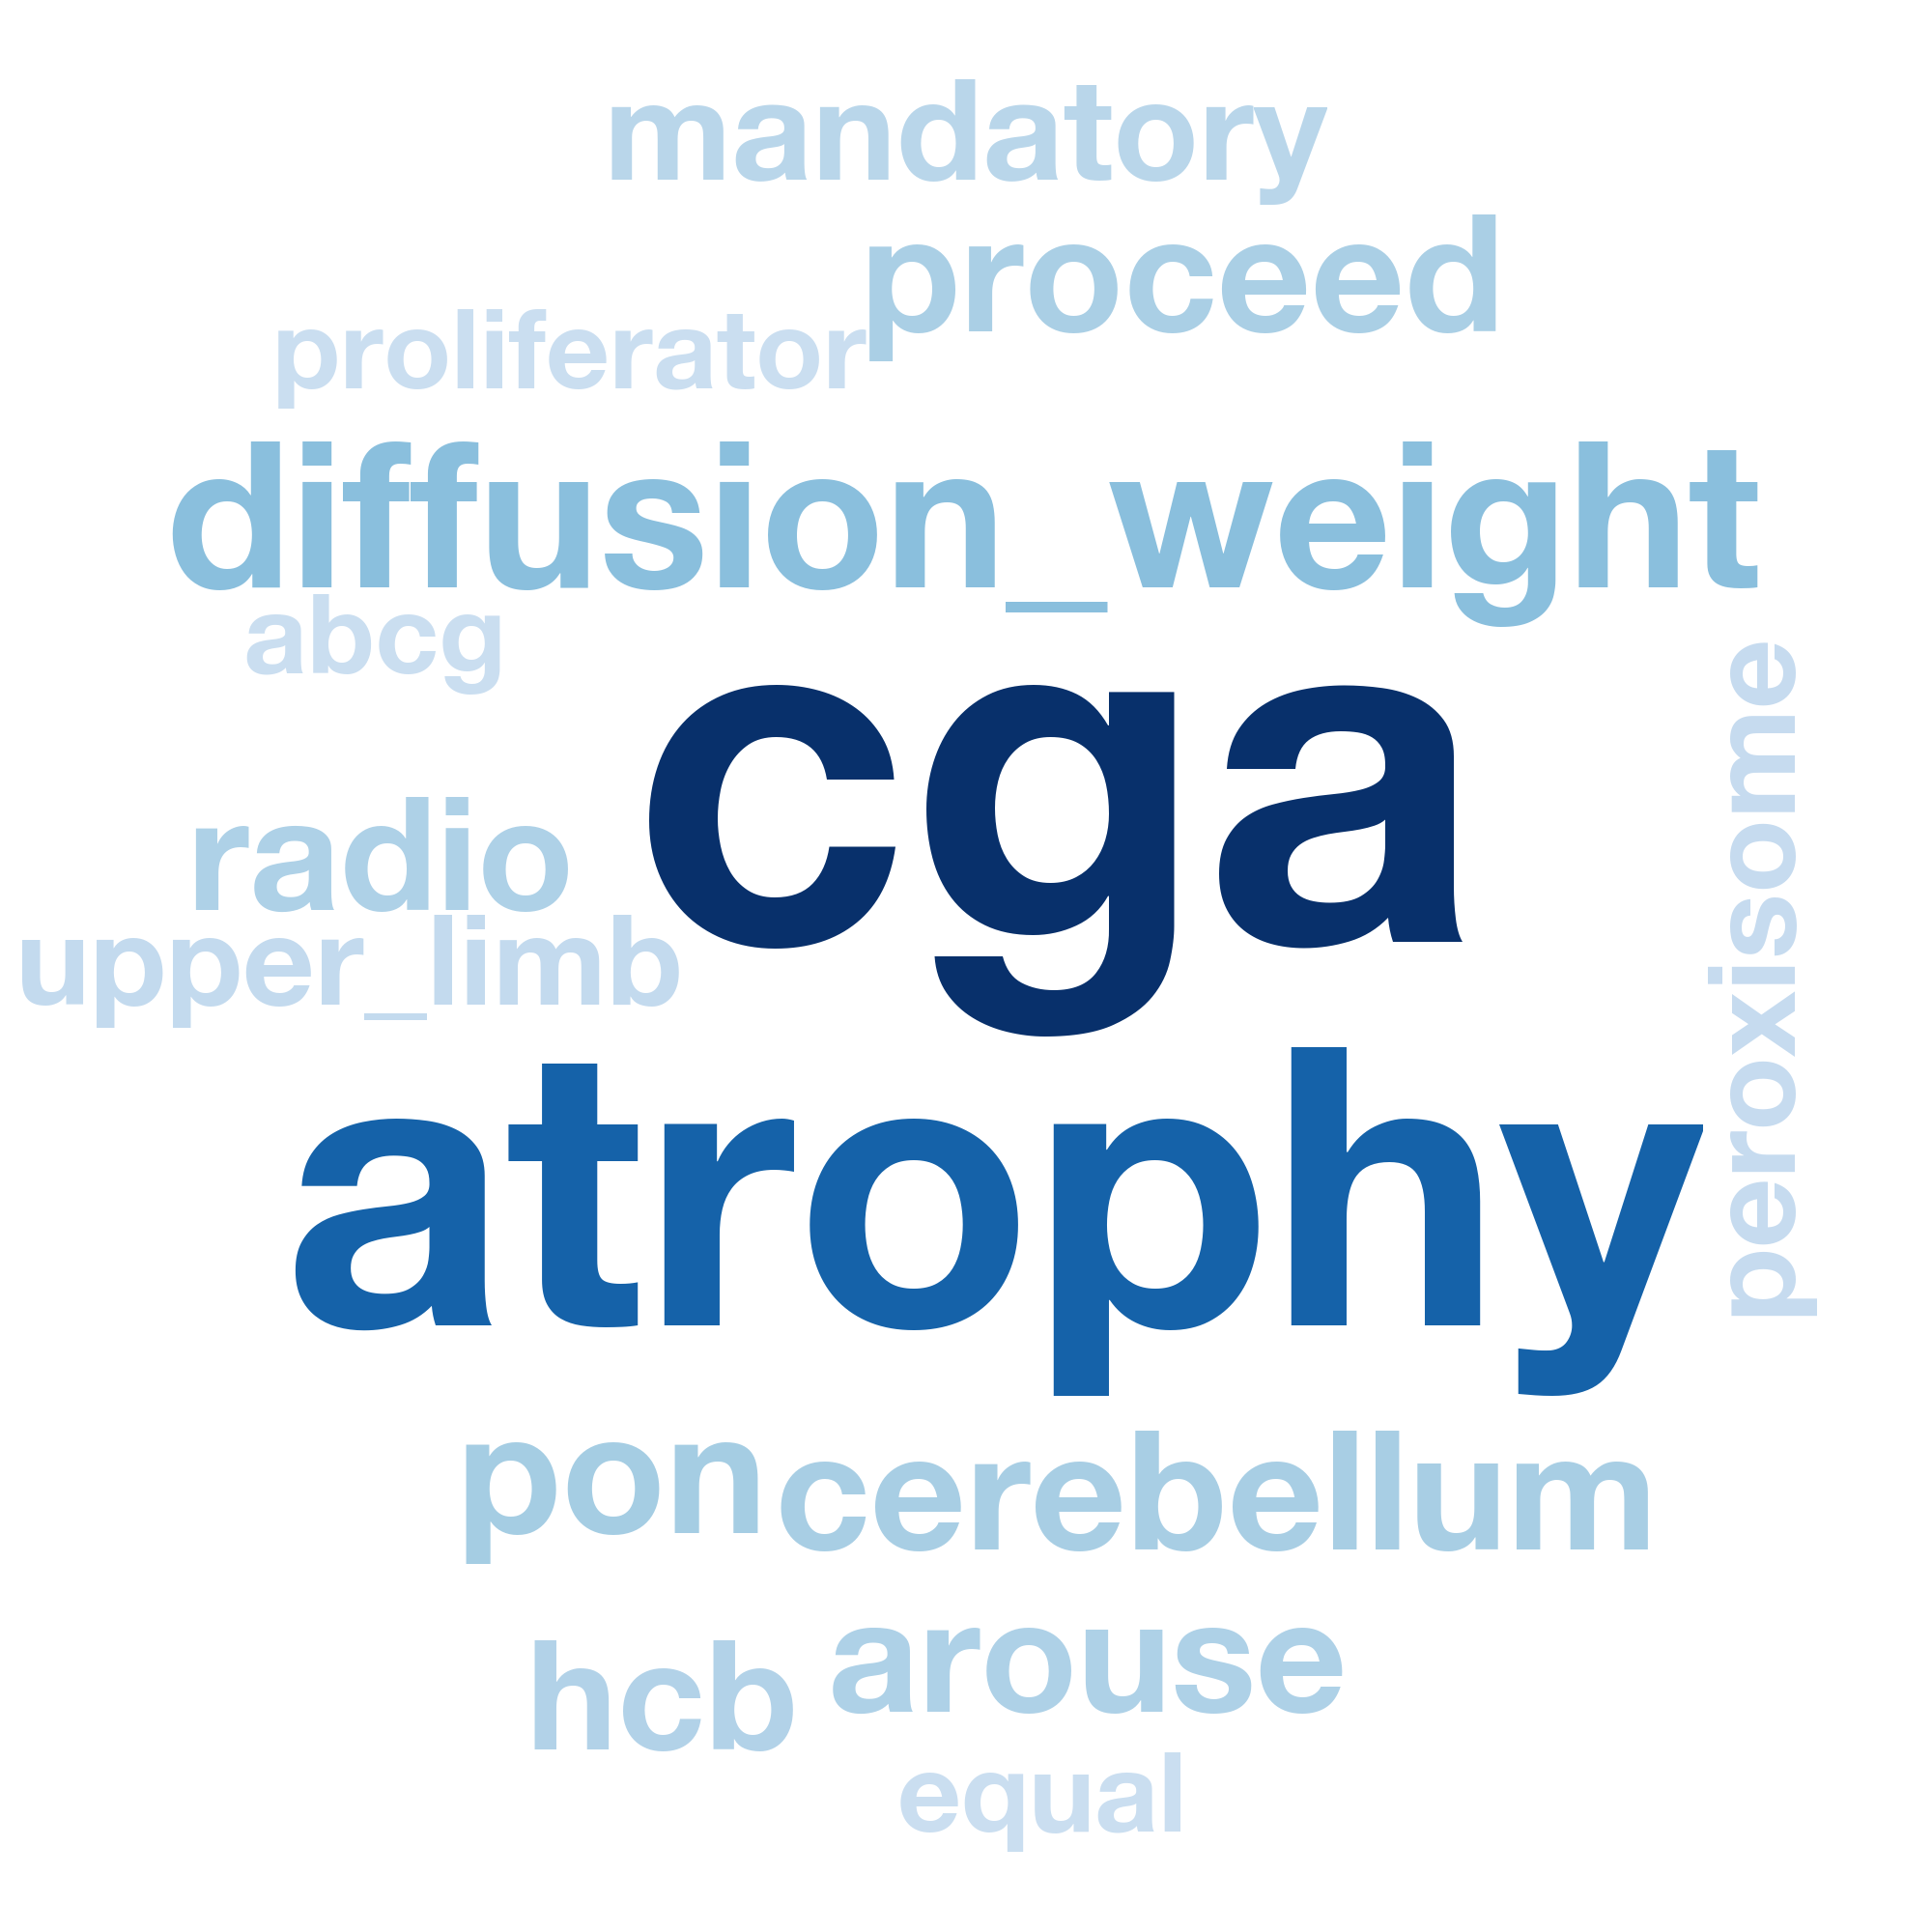 mandatory
proceed
proliferator
diffusion_weight
abcg
cga
peroxisome
radio
upper_limb
atrophy
pon
cerebellum
arouse
hcb
equal